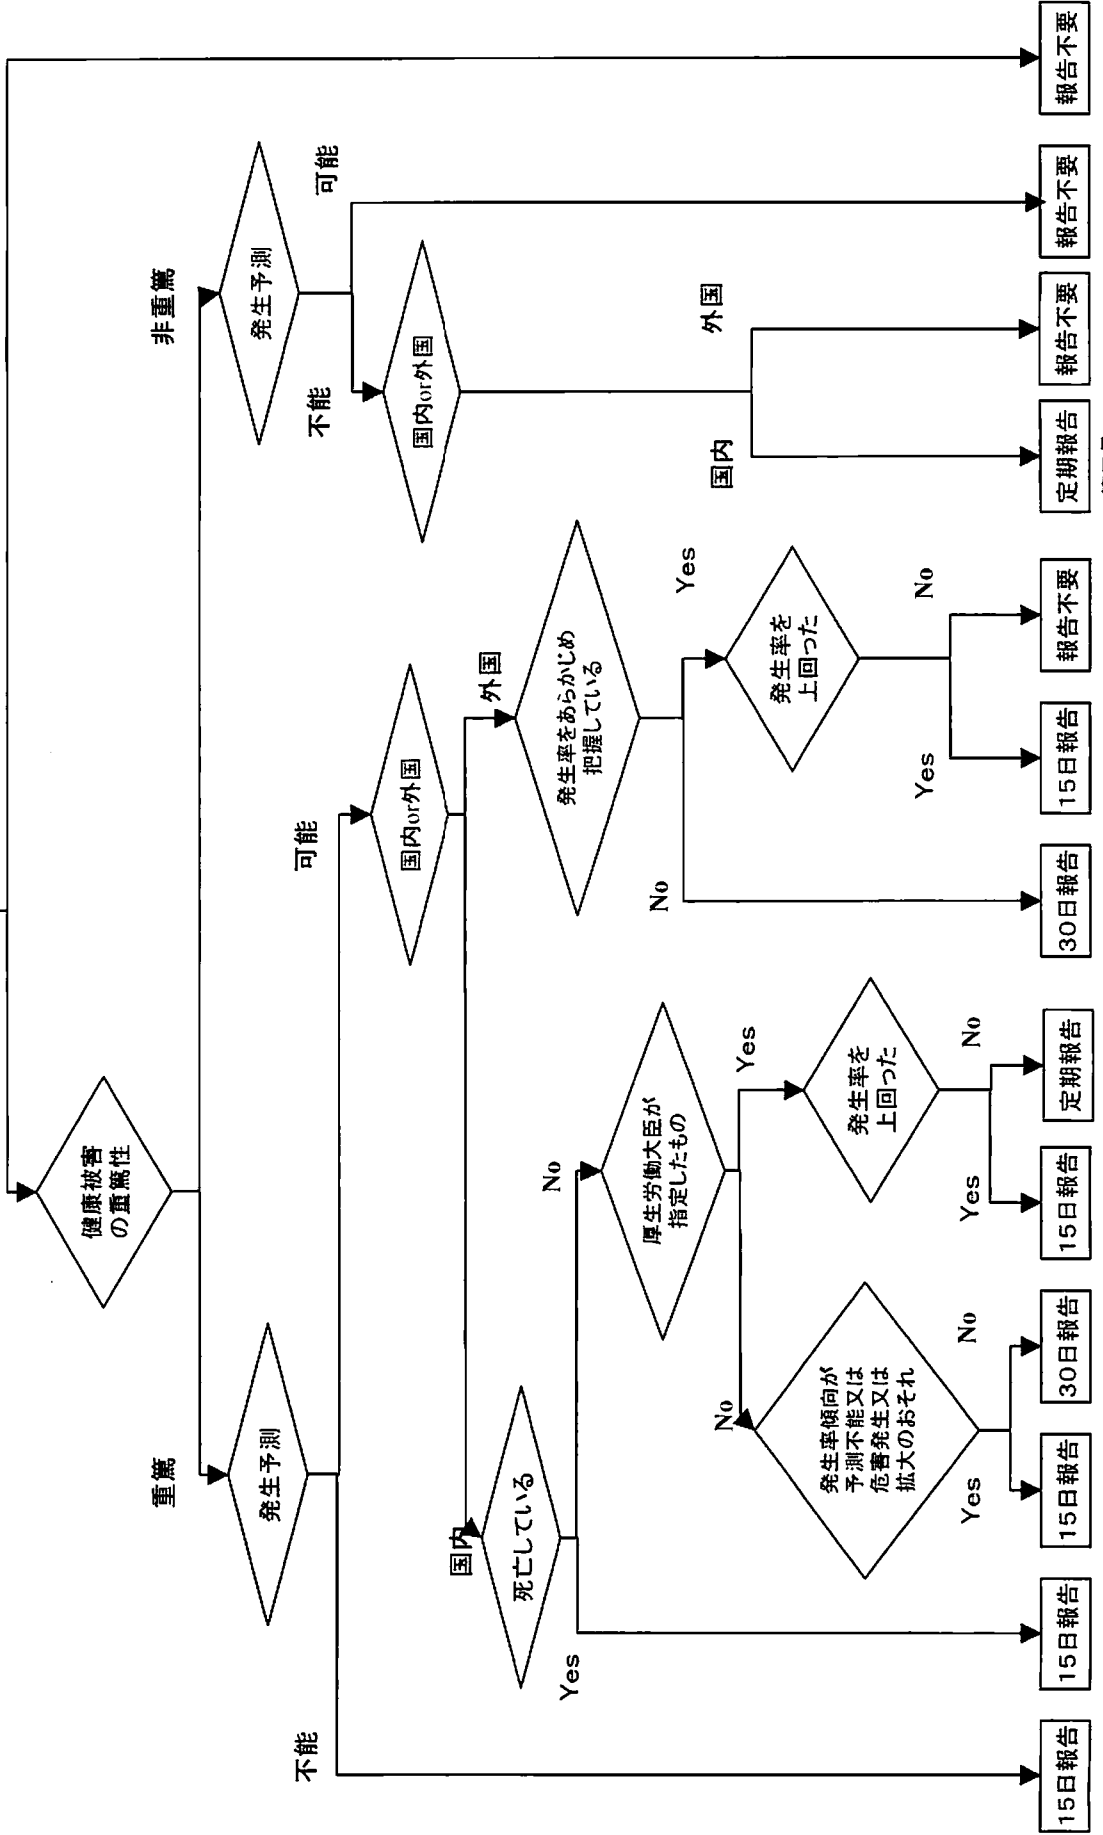 健康被害
の重篤性
重篤
非重篤
発生予測
発生予測
不能
可能
不能
可能
国内or外国
国内or外国
国内
外国
死亡している
発生率をあらかじめ
把握している
Yes
No
No
Yes
国内
外国
厚生労働大臣が
指定したもの
発生率を
上回った
No
Yes
Yes
No
発生率傾向が
予測不能又は
危害発生又は
拡大のおそれ
発生率を
上回った
Yes
No
Yes
No
15日報告
15日報告
15日報告
30日報告
15日報告
定期報告
30日報告
15日報告
報告不要
定期報告
報告不要
報告不要
報告不要